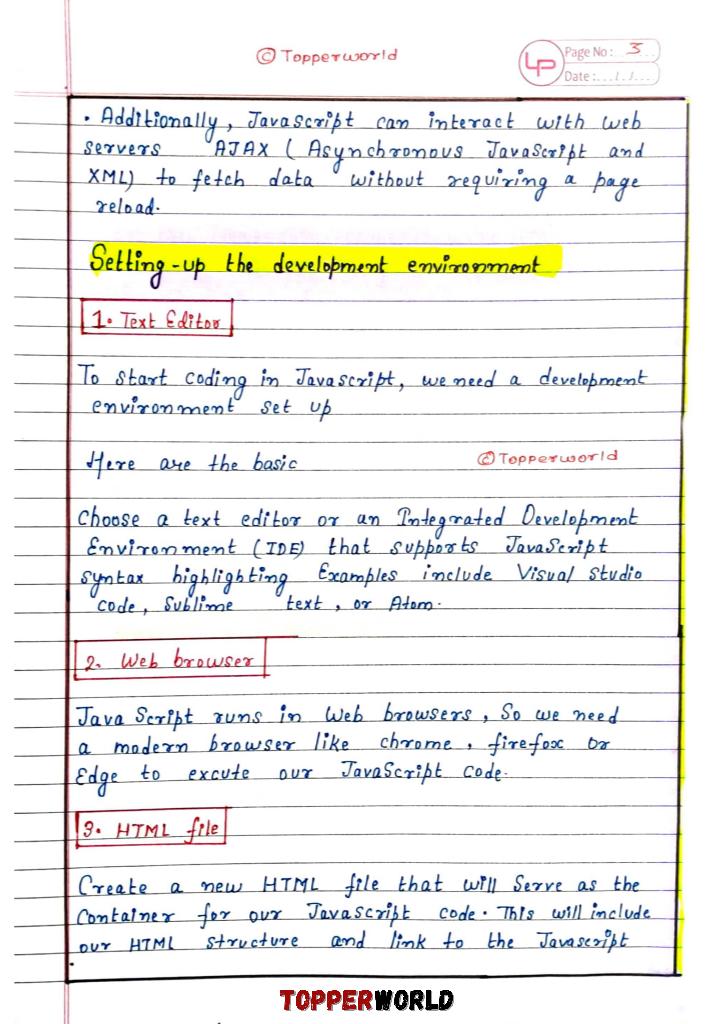 © Topperworld
LP
Page No: 3
Date:.../../...
• Additionally, Javascript can interact with web
servers AJAX (Asynchronous JavaScript and
XML) to fetch data without requiring a page
reload.
Setting-up the development environment
1. Text Editor
To start coding in Javascript, we need a development
environment set up
Here are the basic
© Topperworld
Choose a text editor or an Integrated Development
Environment (IDE) that supports JavaScript
syntax highlighting Examples include Visual Studio
code, Sublime text, or Atom.
2. Web browser
Java Script runs in Web browsers, So we need
a modern browser like chrome, firefox or
Edge to excute our JavaScript code.
3. HTML file
Create a new HTML file that will Serve as the
Container for our Javascript code. This will include
our HTML structure and link to the Javascript
TOPPERWORLD